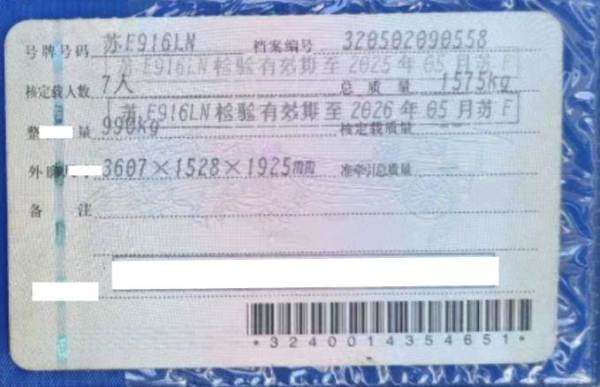 号牌号码 苏E916LN 档案编号 320502090558
苏E916LN检验有效期至2025年05月苏F
核定载人数 7人 总质量 1575kg
苏E916LN检验有效期至2026年05月苏F
整 量 990kg 核定载质量 —
外 3607×1528×1925mm 准牵引总质量 —
备注
*3240014354651*